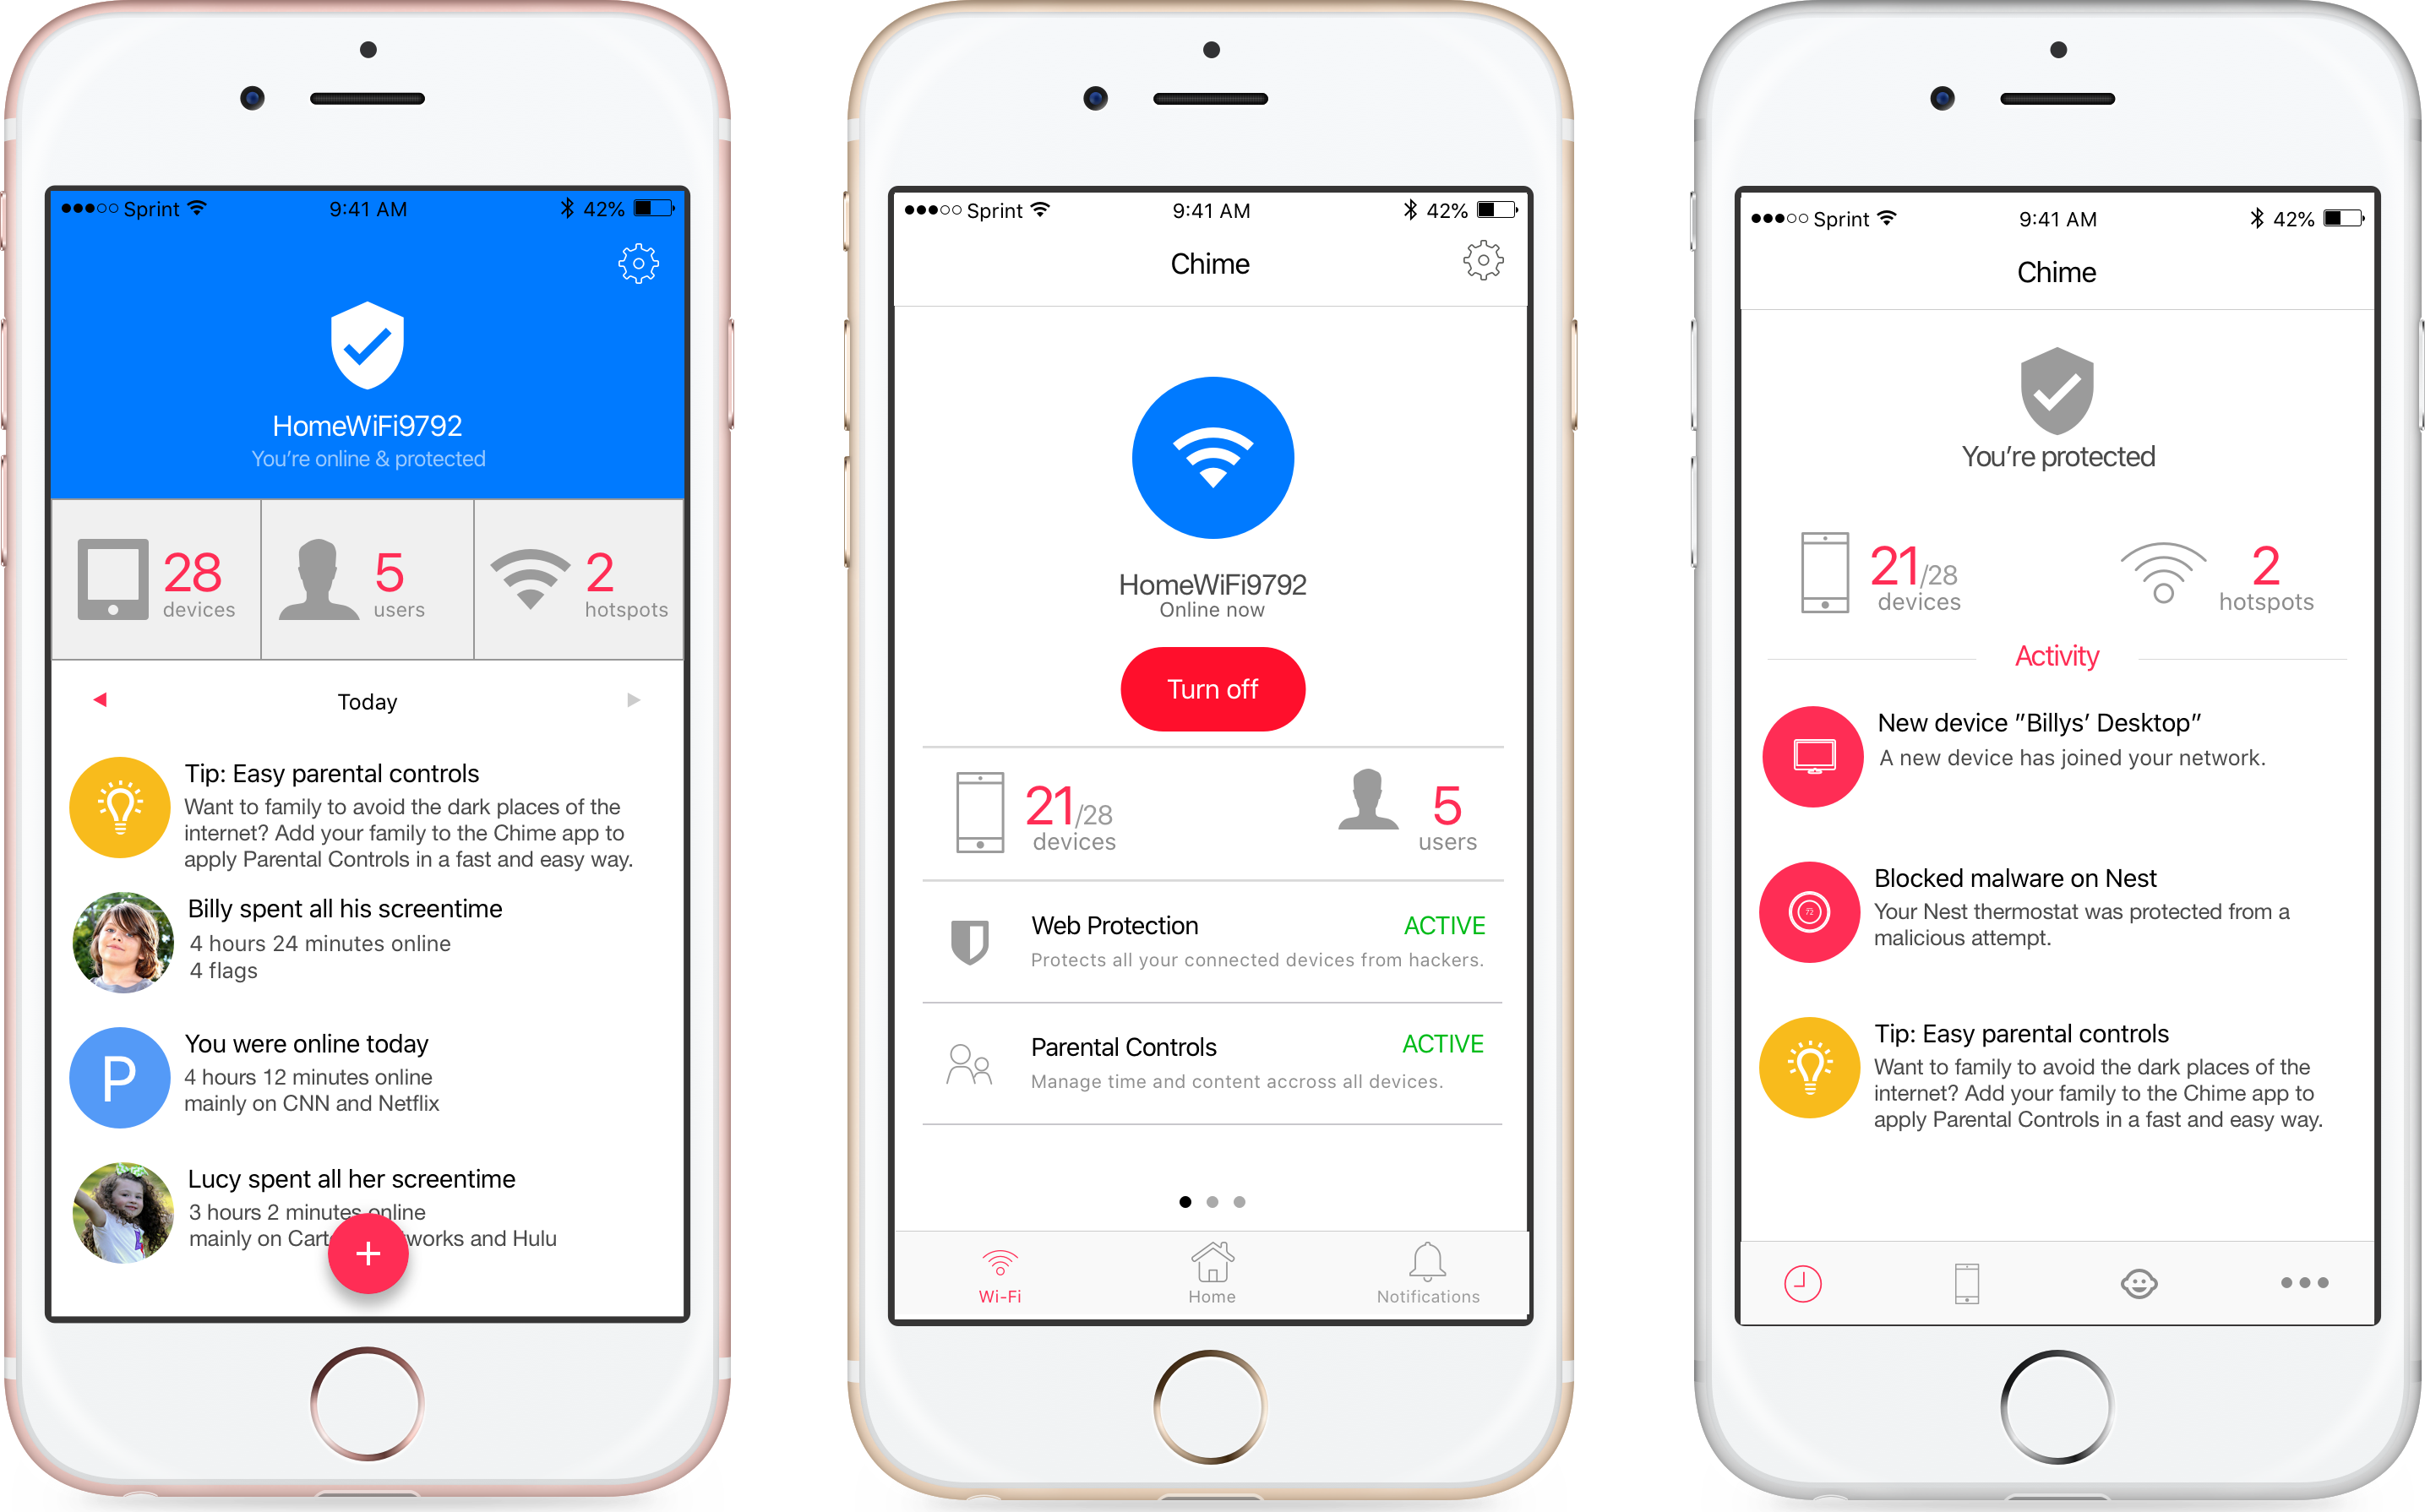 Sprint 9:41 AM 42%
HomeWiFi9792
You're online & protected
28 devices
5 users
2 hotspots
Today
Tip: Easy parental controls
Want to family to avoid the dark places of the
internet? Add your family to the Chime app to
apply Parental Controls in a fast and easy way.
Billy spent all his screentime
4 hours 24 minutes online
4 flags
P
You were online today
4 hours 12 minutes online
mainly on CNN and Netflix
Lucy spent all her screentime
3 hours 2 minutes online
mainly on Cart works and Hulu
+
Sprint 9:41 AM 42%
Chime
HomeWiFi9792
Online now
Turn off
21/28 devices
5 users
Web Protection ACTIVE
Protects all your connected devices from hackers.
Parental Controls ACTIVE
Manage time and content accross all devices.
Wi-Fi Home Notifications
Sprint 9:41 AM 42%
Chime
You're protected
21/28 devices
2 hotspots
Activity
New device "Billys' Desktop"
A new device has joined your network.
72
Blocked malware on Nest
Your Nest thermostat was protected from a
malicious attempt.
Tip: Easy parental controls
Want to family to avoid the dark places of the
internet? Add your family to the Chime app to
apply Parental Controls in a fast and easy way.